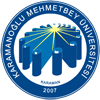 KARAMANOĞLU MEHMETBEY ÜNİVERSİTESİ
KARAMAN
2007